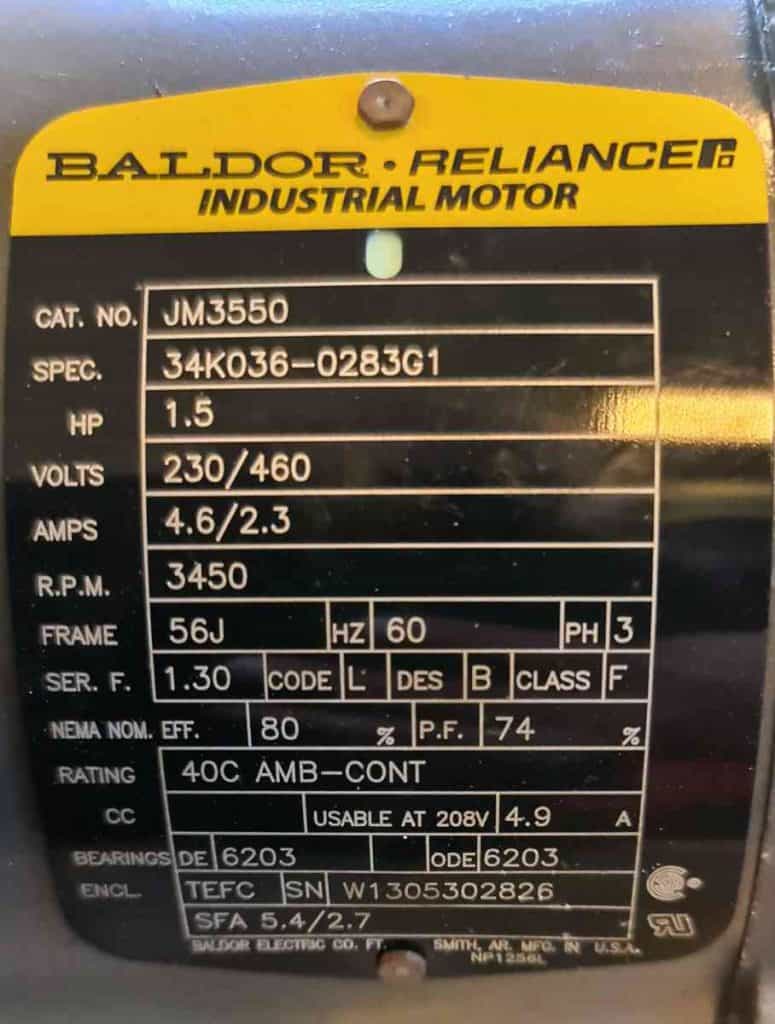 BALDOR • RELIANCE
INDUSTRIAL MOTOR
CAT. NO. JM3550
SPEC. 34K036-0283G1
HP 1.5
VOLTS 230/460
AMPS 4.6/2.3
R.P.M. 3450
FRAME 56J HZ 60 PH 3
SER. F. 1.30 CODE L DES B CLASS F
NEMA NOM. EFF. 80 % P.F. 74 %
RATING 40C AMB-CONT
CC USABLE AT 208V 4.9 A
BEARINGS DE 6203 ODE 6203
ENCL. TEFC SN W1305302826
SFA 5.4/2.7
BALDOR ELECTRIC CO. FT. SMITH, AR. MFG. IN U.S.A.
NP1256L